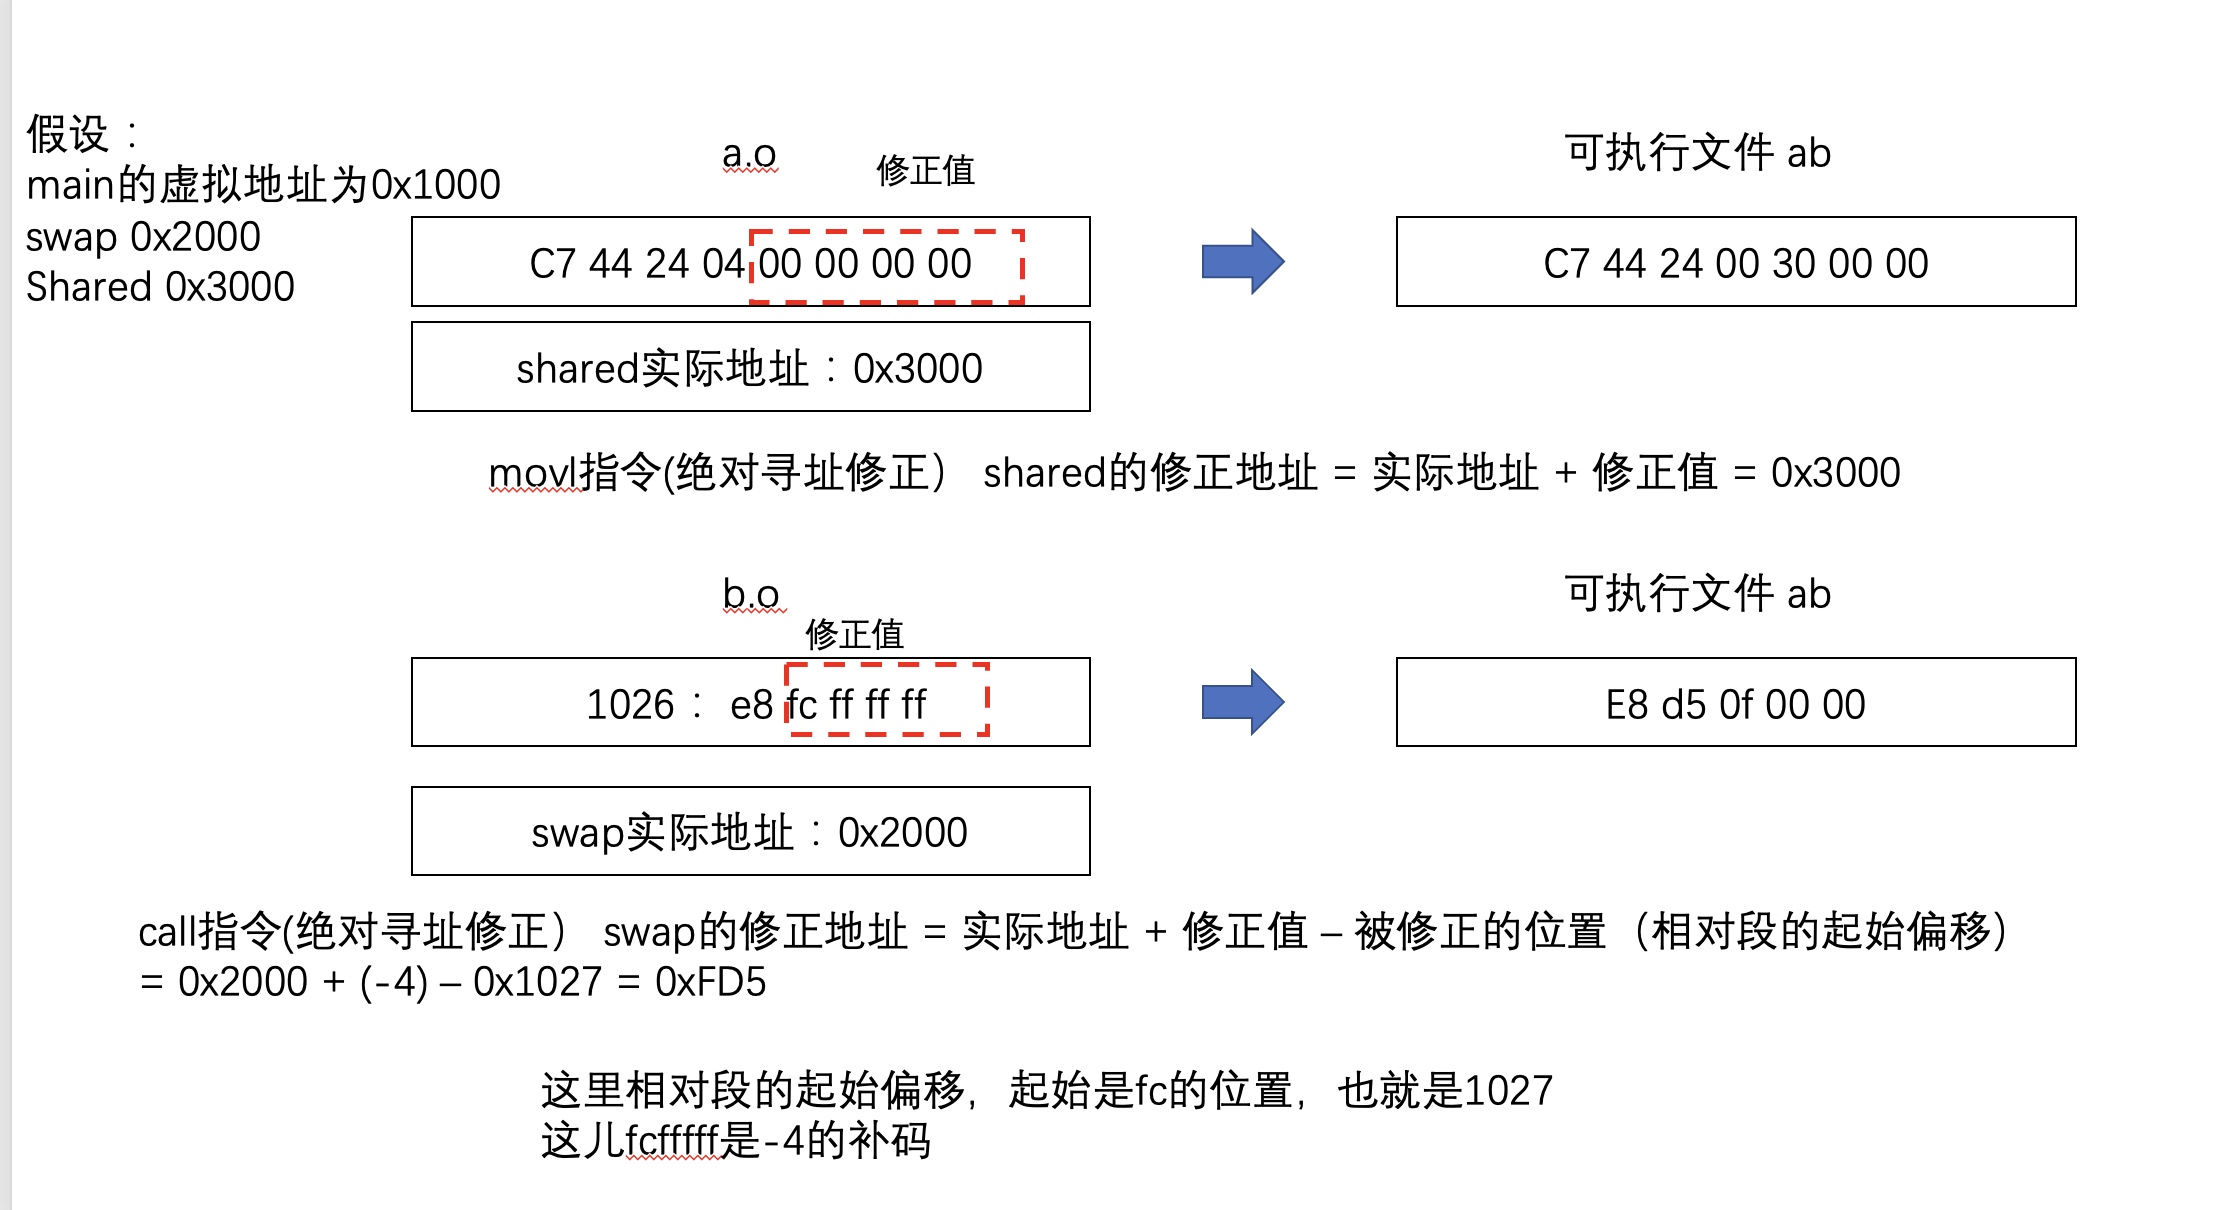 假设：
main的虚拟地址为0x1000
swap 0x2000
Shared 0x3000
a.o
修正值
可执行文件 ab
C7 44 24 04 00 00 00 00
C7 44 24 00 30 00 00
shared实际地址：0x3000
movl指令(绝对寻址修正） shared的修正地址 = 实际地址 + 修正值 = 0x3000
b.o
修正值
可执行文件 ab
1026： e8 fc ff ff ff
E8 d5 0f 00 00
swap实际地址：0x2000
call指令(绝对寻址修正） swap的修正地址 = 实际地址 + 修正值 – 被修正的位置（相对段的起始偏移）
= 0x2000 + (-4) – 0x1027 = 0xFD5
这里相对段的起始偏移，起始是fc的位置，也就是1027
这儿fcffffff是-4的补码